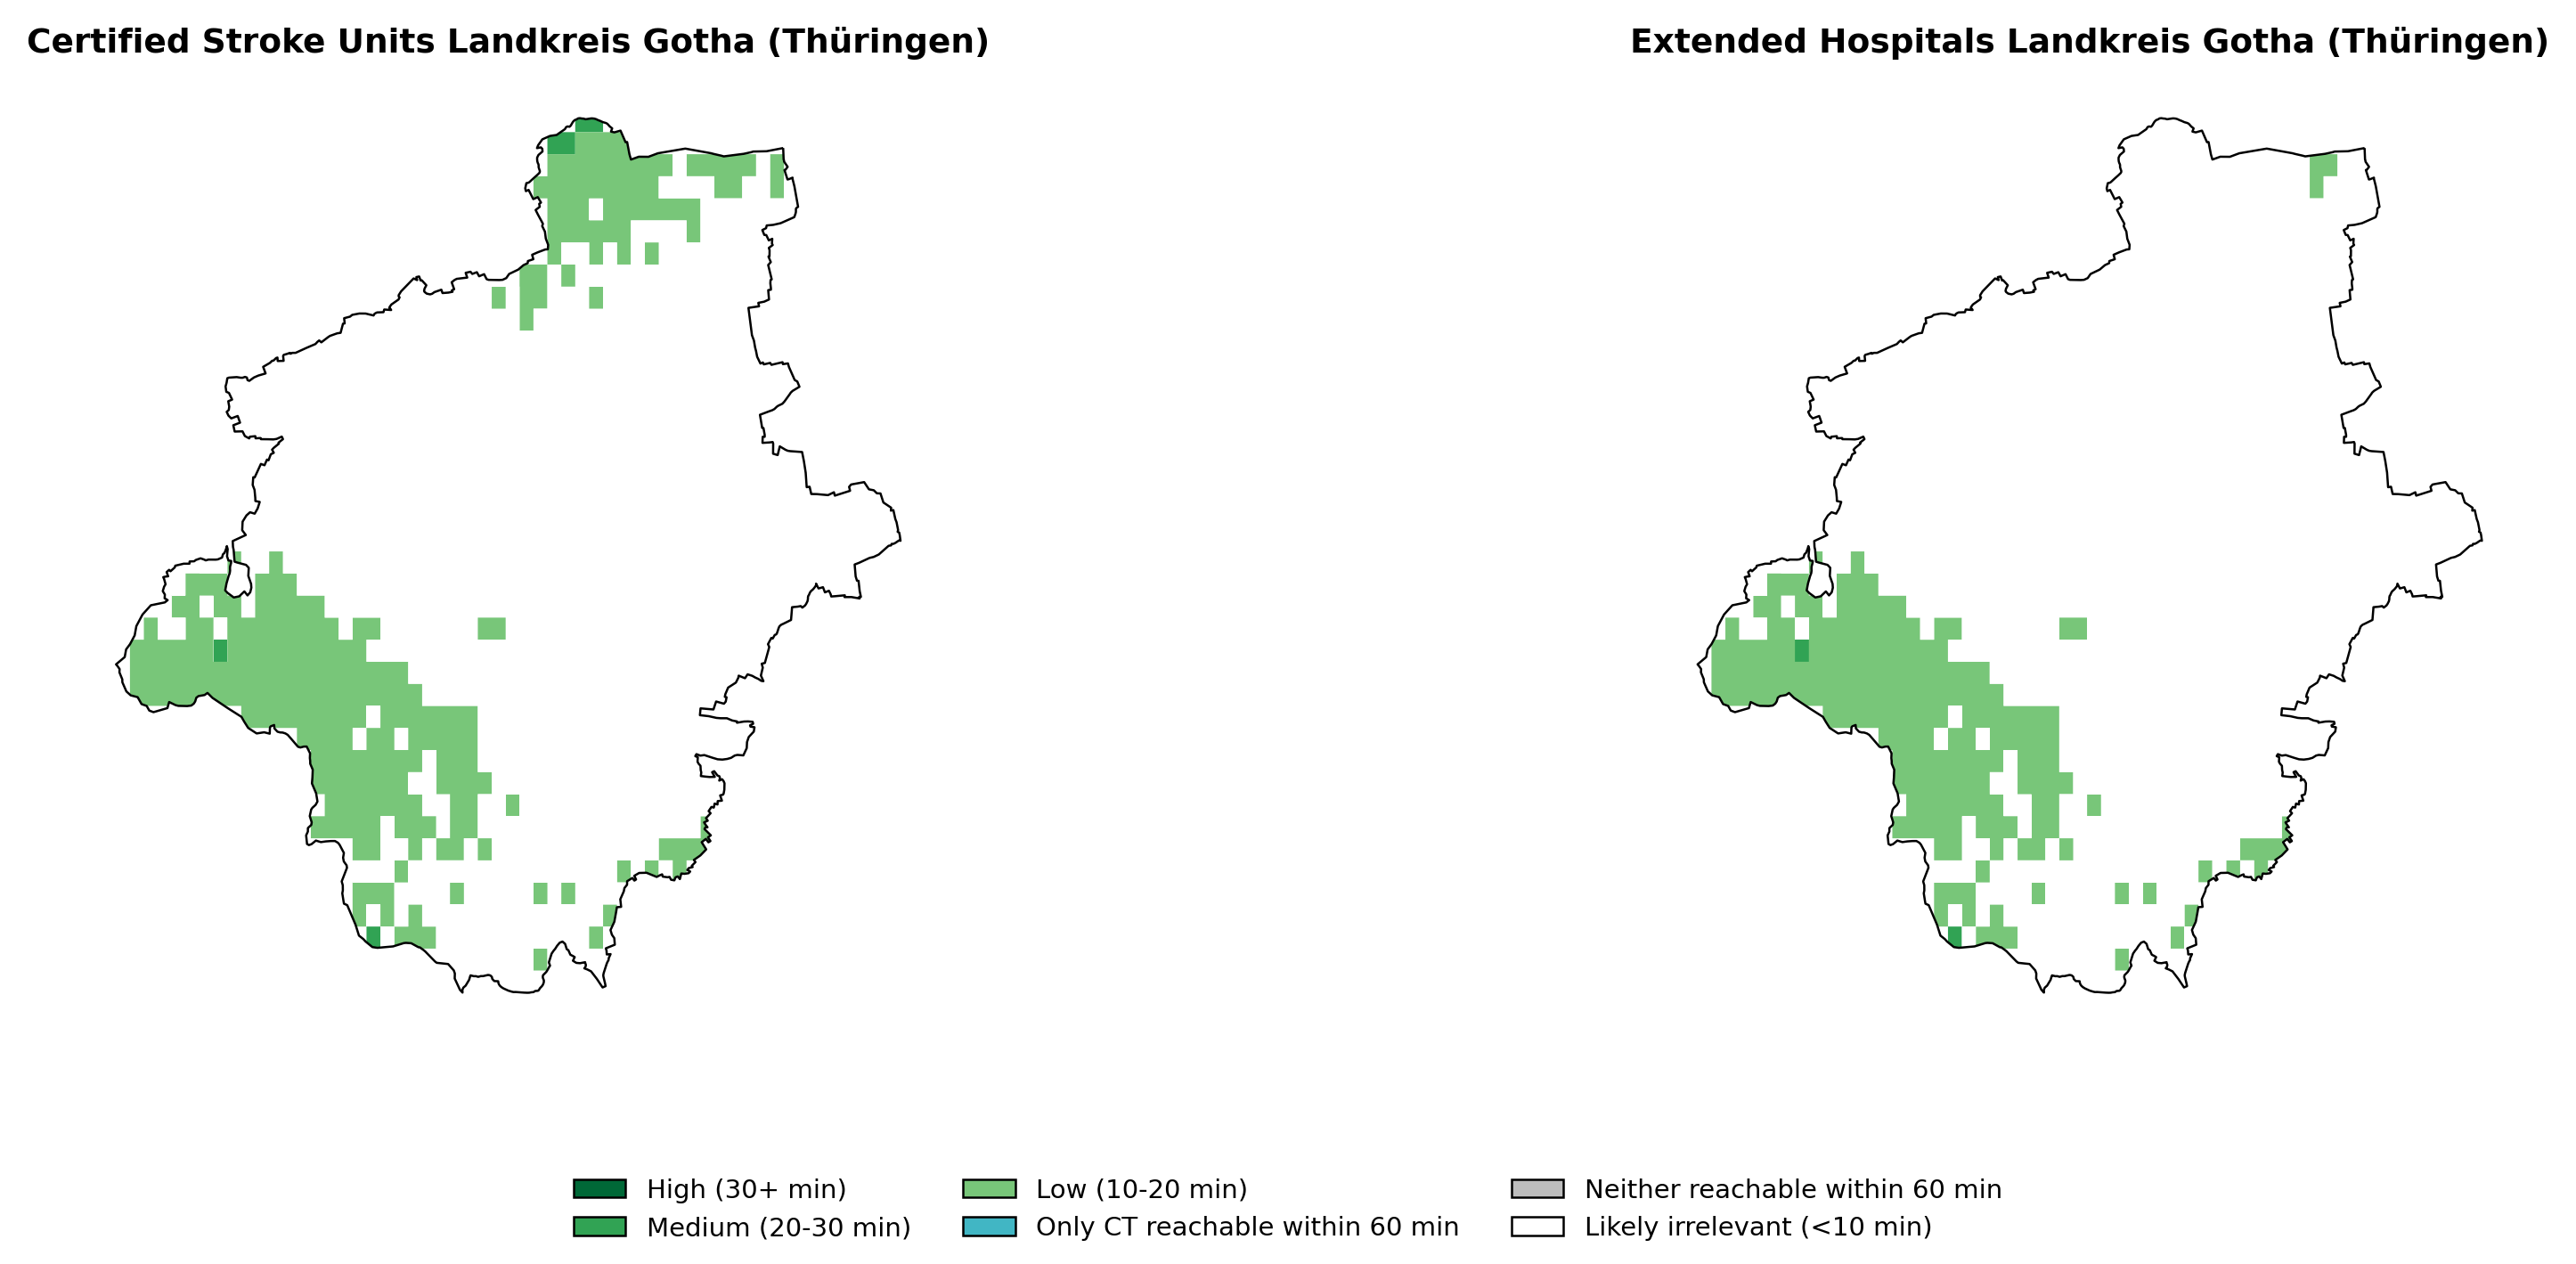 Certified Stroke Units Landkreis Gotha (Thüringen)
Extended Hospitals Landkreis Gotha (Thüringen)
High (30+ min)
Medium (20-30 min)
Low (10-20 min)
Only CT reachable within 60 min
Neither reachable within 60 min
Likely irrelevant (<10 min)